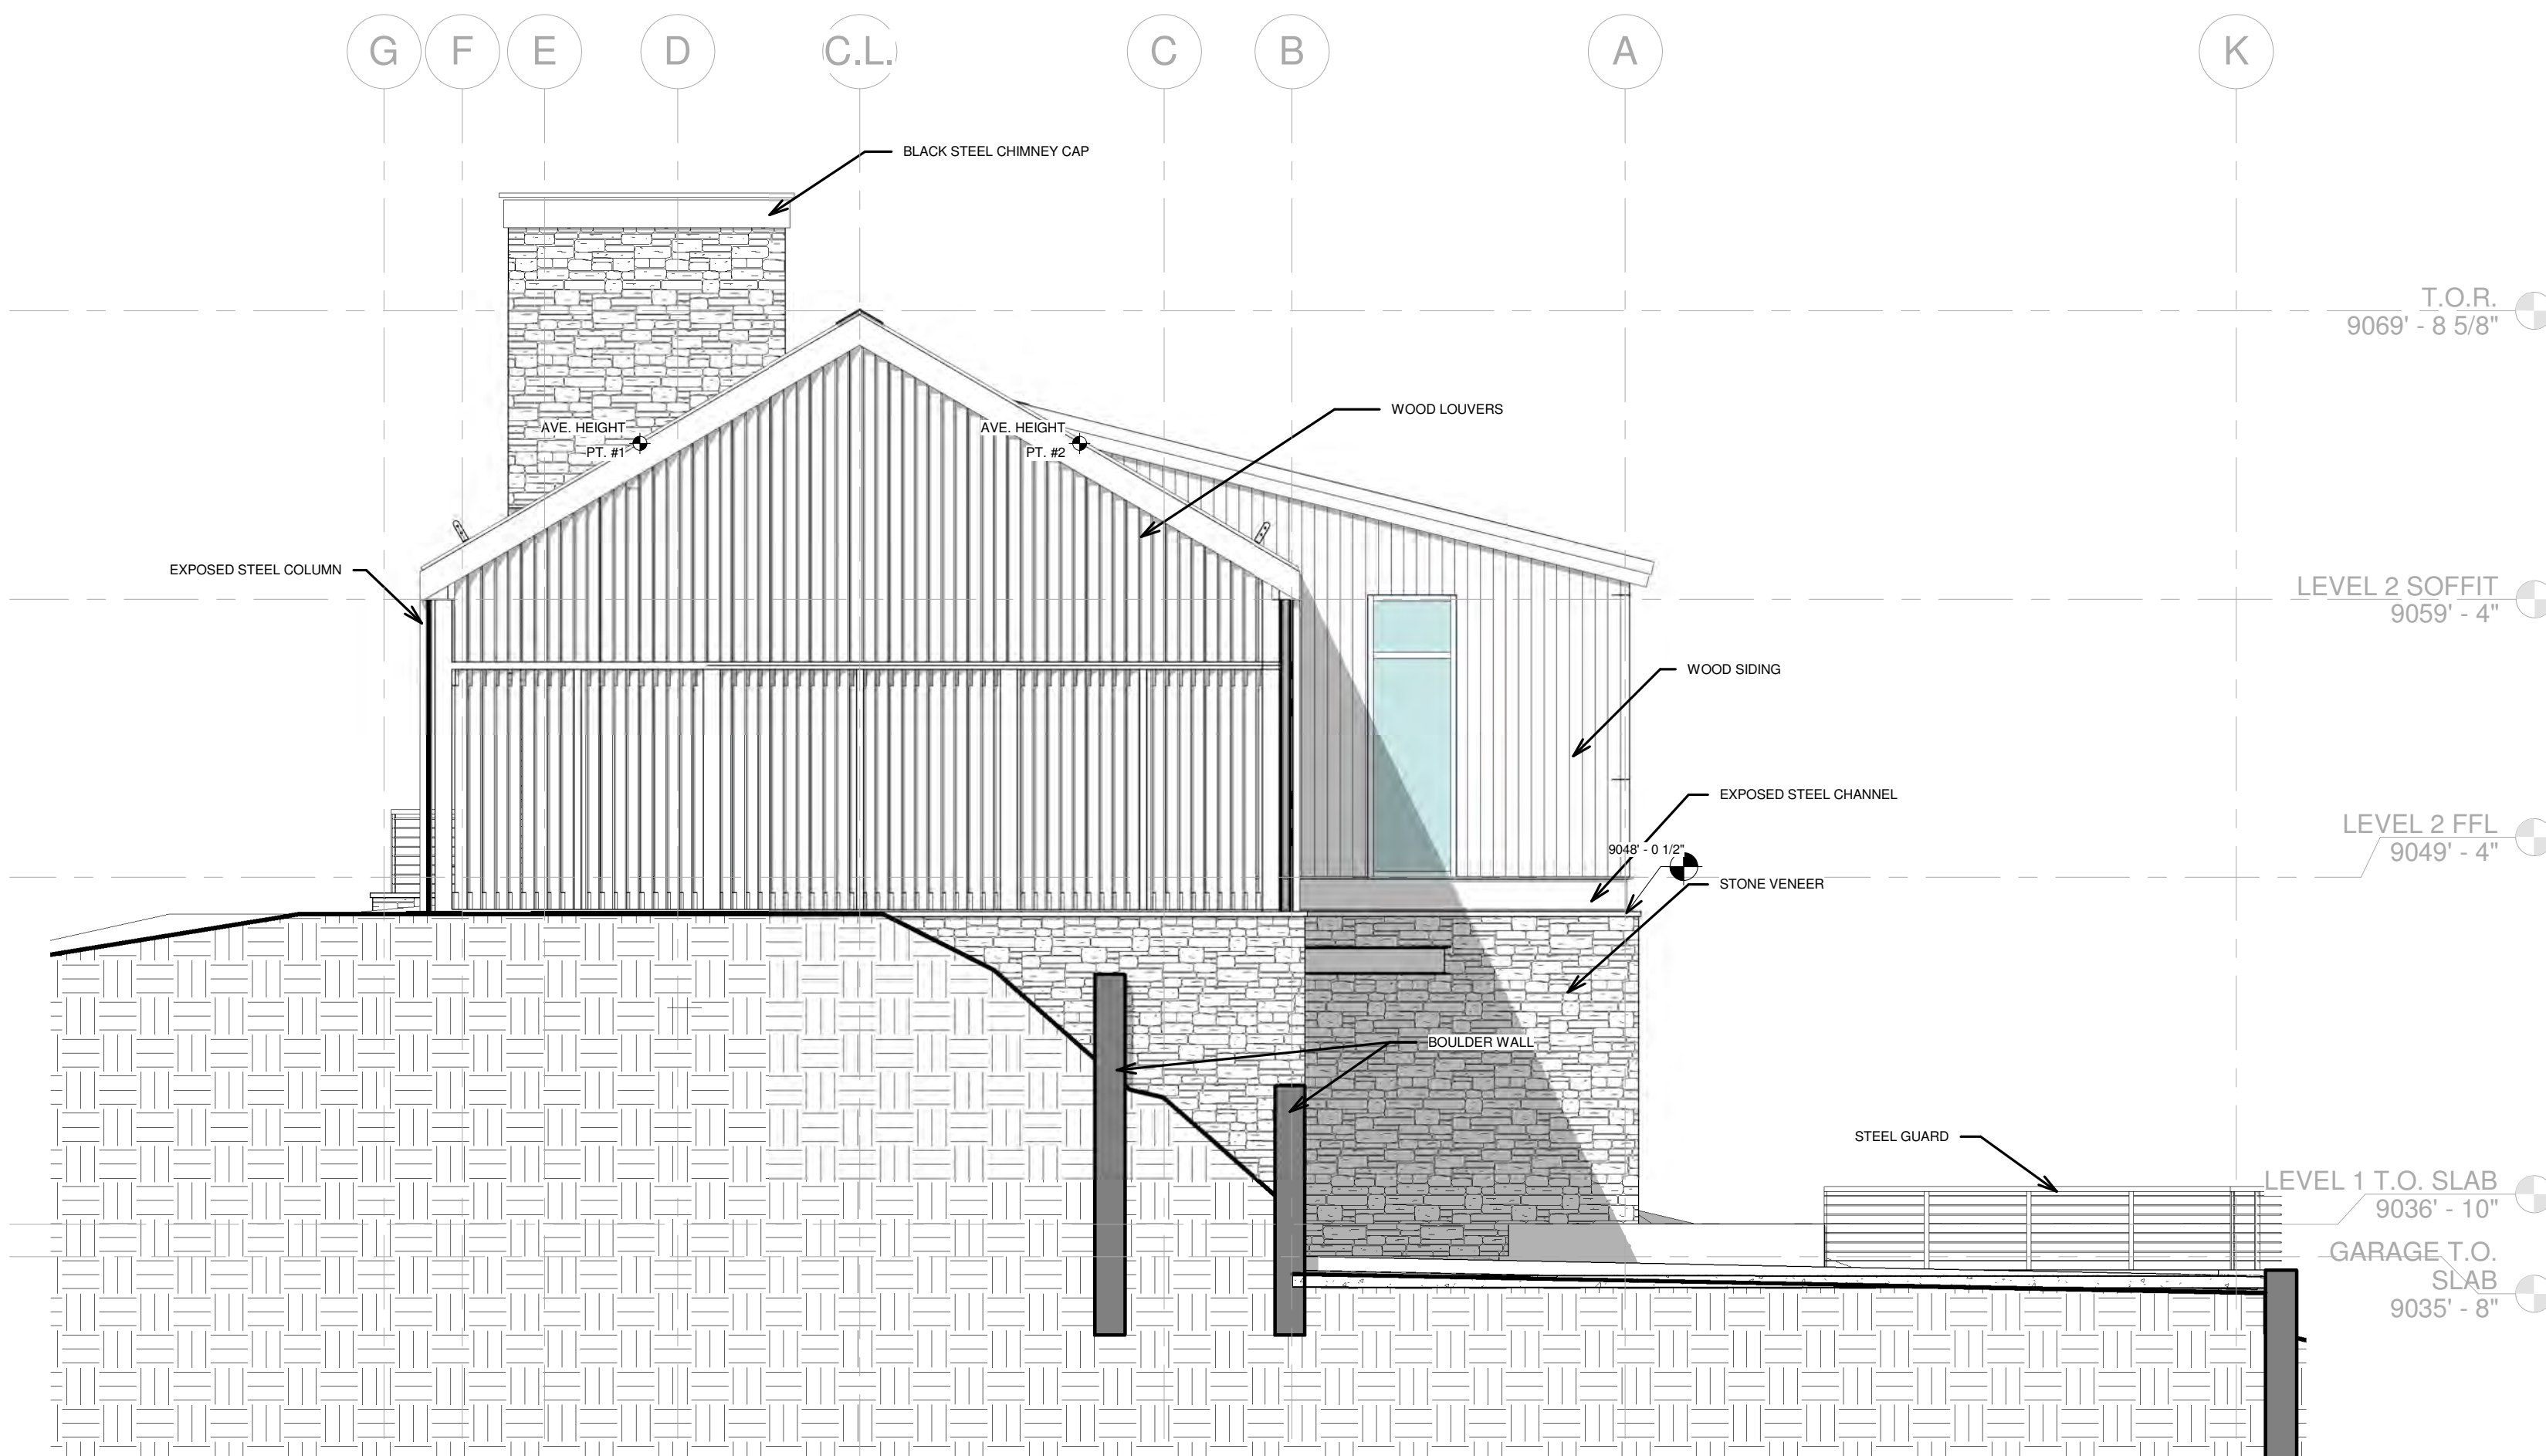 G F E D C.L. C B A K
BLACK STEEL CHIMNEY CAP
T.O.R.
9069' - 8 5/8"
WOOD LOUVERS
AVE. HEIGHT
PT. #1
AVE. HEIGHT
PT. #2
EXPOSED STEEL COLUMN
LEVEL 2 SOFFIT
9059' - 4"
WOOD SIDING
EXPOSED STEEL CHANNEL
LEVEL 2 FFL
9049' - 4"
9048' - 0 1/2"
STONE VENEER
BOULDER WALL
STEEL GUARD
LEVEL 1 T.O. SLAB
9036' - 10"
GARAGE T.O.
SLAB
9035' - 8"